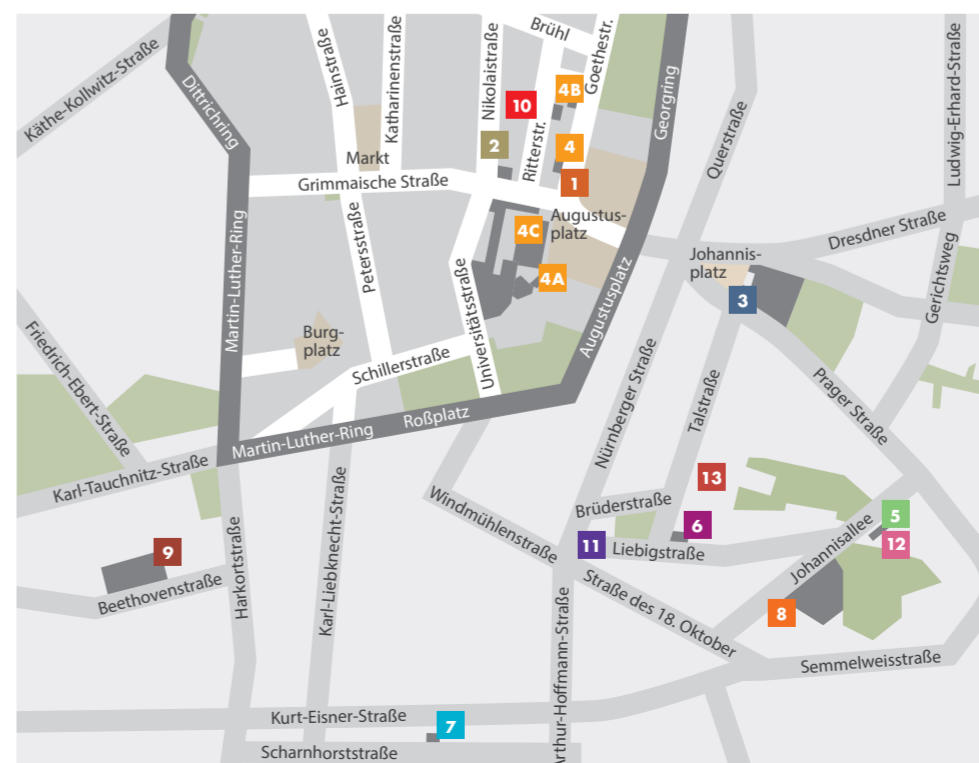 Brühl
Käthe-Kollwitz-Straße
Dittrichring
Hainstraße
Katharinenstraße
Nikolaistraße
Goethestr.
4B
10
Georgring
Querstraße
Ludwig-Erhard-Straße
2
Ritterstr.
4
Markt
Grimmaische Straße
1
Augustus-
platz
4C
Dresdner Straße
Johannis-
platz
Petersstraße
4A
Gerichtsweg
3
Martin-Luther-Ring
Universitätsstraße
Augustusplatz
Burg-
platz
Schillerstraße
Friedrich-Ebert-Straße
Nürnberger Straße
Talstraße
Prager Straße
Martin-Luther-Ring
Roßplatz
Karl-Tauchnitz-Straße
13
Windmühlenstraße
Brüderstraße
6
5
Johannisallee
11
Liebigstraße
12
9
Beethovenstraße
Harkortstraße
Karl-Liebknecht-Straße
Straße des 18. Oktober
8
Arthur-Hoffmann-Straße
Semmelweisstraße
Kurt-Eisner-Straße
7
Scharnhorststraße